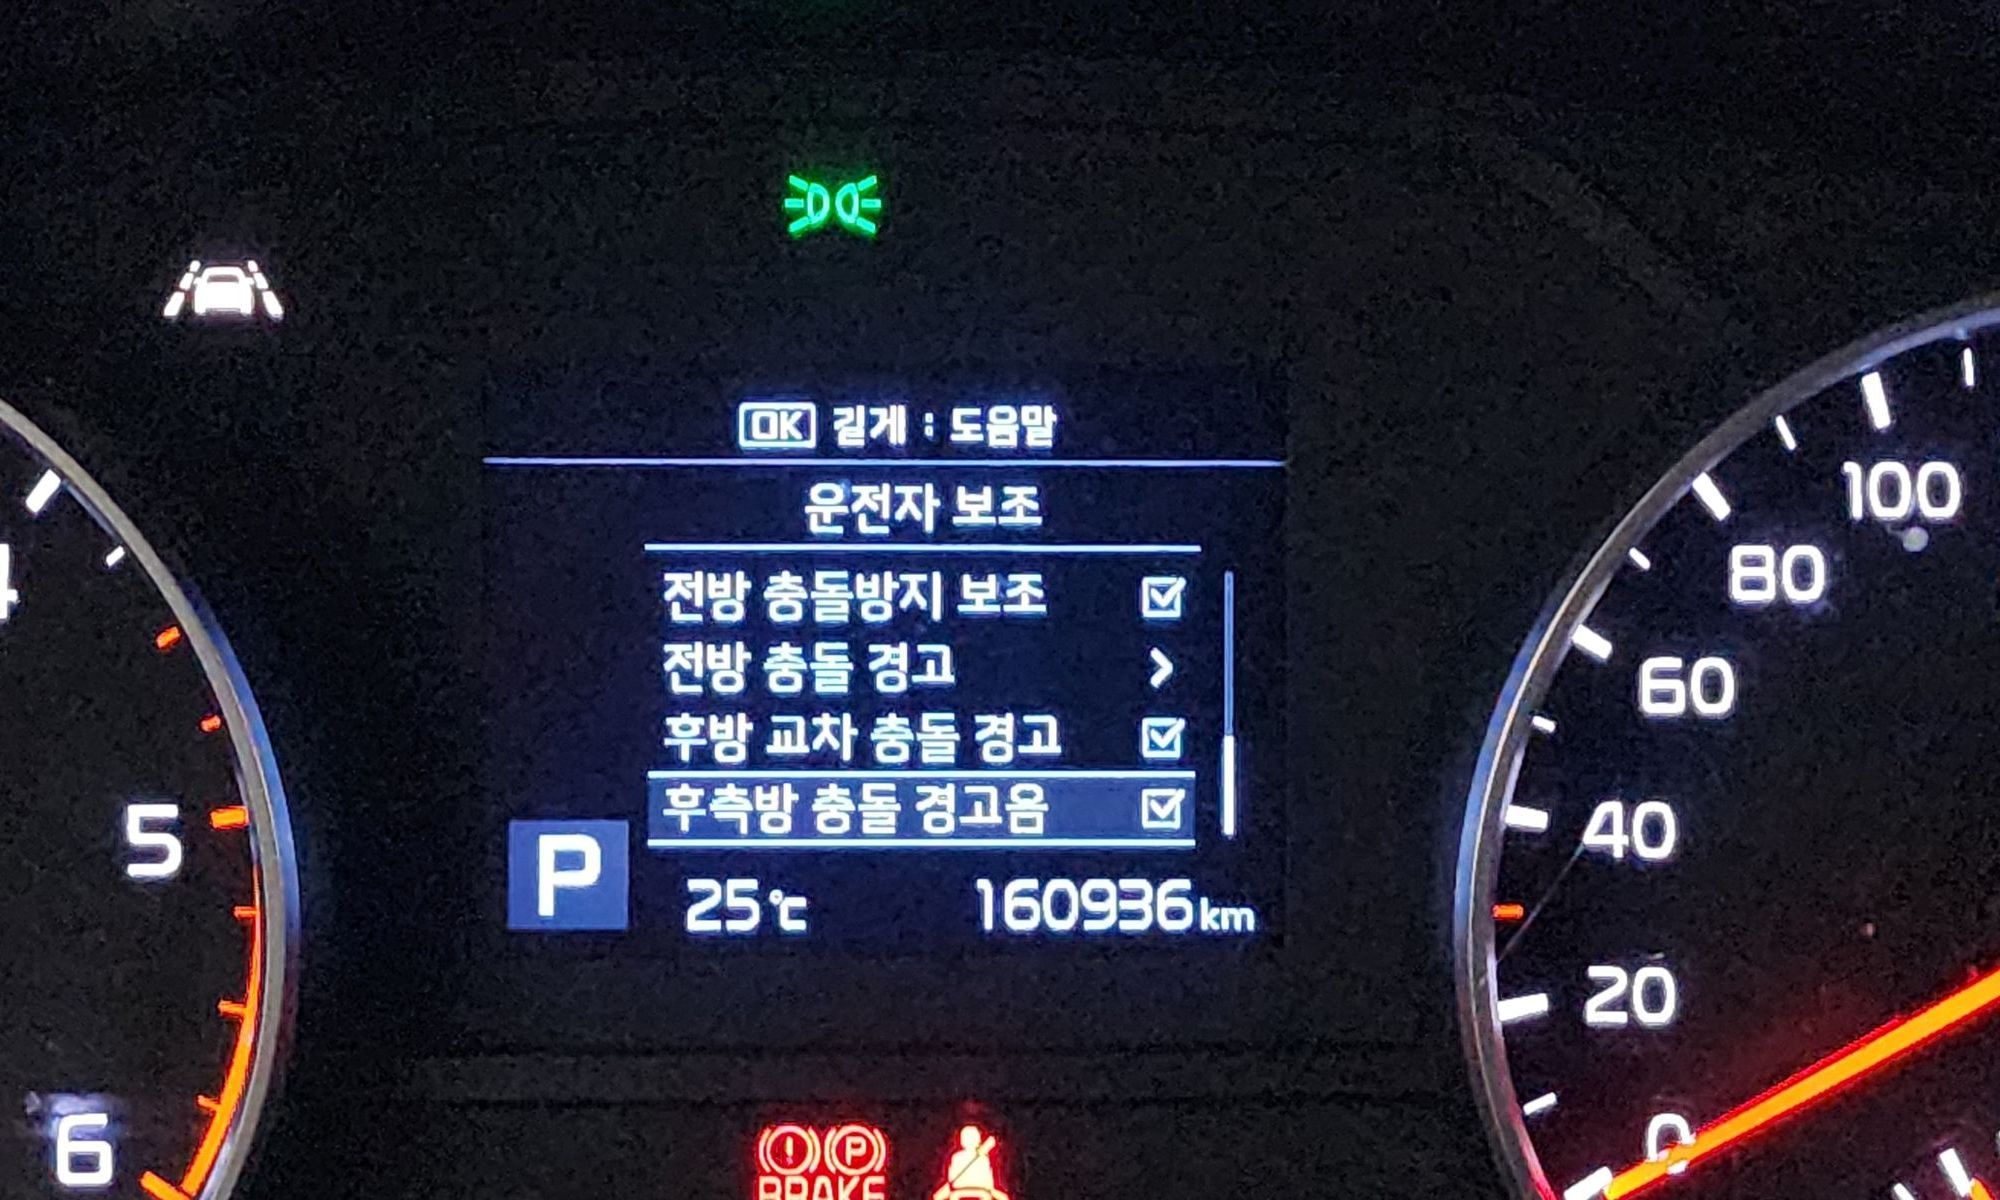 OK 길게 : 도움말
운전자 보조
전방 충돌방지 보조
전방 충돌 경고
후방 교차 충돌 경고
후측방 충돌 경고음
P
25℃ 160936km
4
5
6
100
80
60
40
20
0
(!) (P)
BRAKE